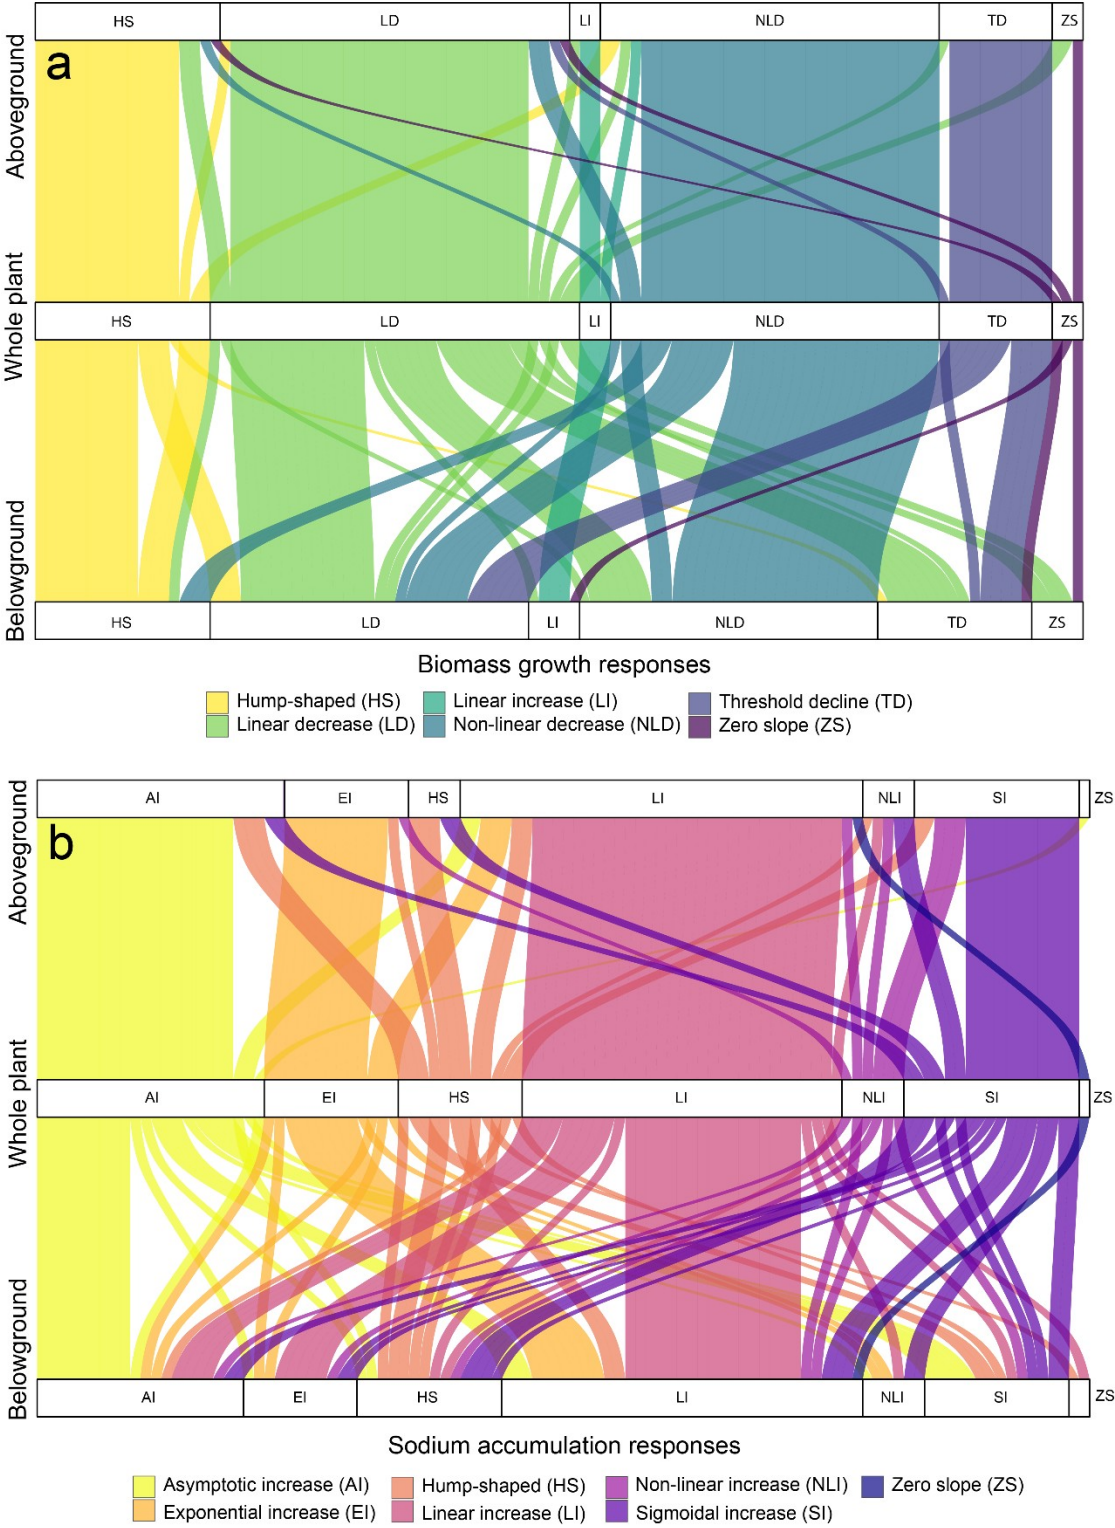 HS LD LI NLD TD ZS
Aboveground
a
Whole plant
HS LD LI NLD TD ZS
Belowground
HS LD LI NLD TD ZS
Biomass growth responses
Hump-shaped (HS) Linear increase (LI) Threshold decline (TD)
Linear decrease (LD) Non-linear decrease (NLD) Zero slope (ZS)
AI EI HS LI NLI SI ZS
Aboveground
b
Whole plant
AI EI HS LI NLI SI ZS
Belowground
AI EI HS LI NLI SI ZS
Sodium accumulation responses
Asymptotic increase (AI) Hump-shaped (HS) Non-linear increase (NLI) Zero slope (ZS)
Exponential increase (EI) Linear increase (LI) Sigmoidal increase (SI)